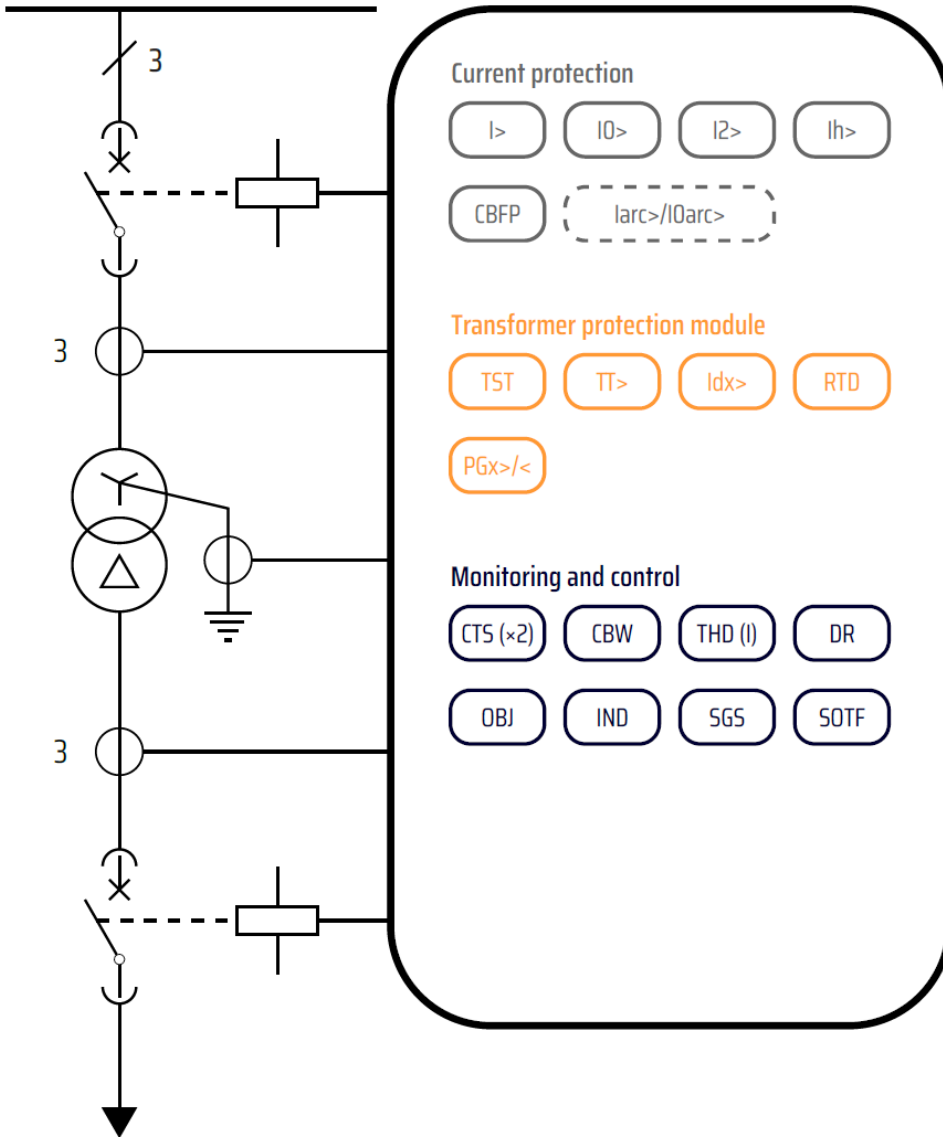 3
Current protection
I> I0> I2> Ih>
CBFP Iarc>/I0arc>
3
Transformer protection module
TST TT> Idx> RTD
PGx>/<
Monitoring and control
CTS (×2) CBW THD (I) DR
OBJ IND SGS SOTF
3